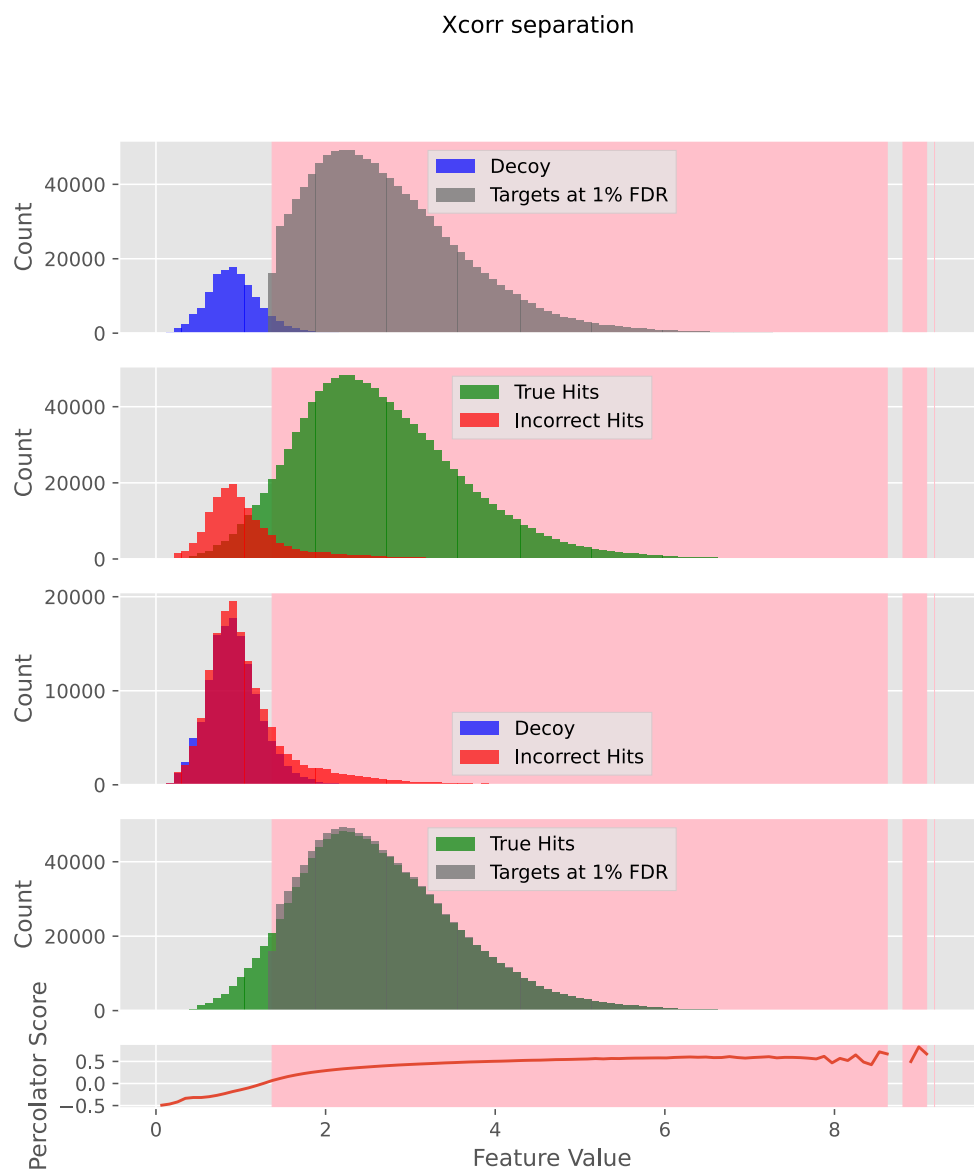 Xcorr separation
Count
40000
20000
0
Decoy
Targets at 1% FDR
Count
40000
20000
0
True Hits
Incorrect Hits
Count
20000
10000
0
Decoy
Incorrect Hits
Count
40000
20000
0
True Hits
Targets at 1% FDR
Percolator Score
0.5
0.0
−0.5
0 2 4 6 8
Feature Value